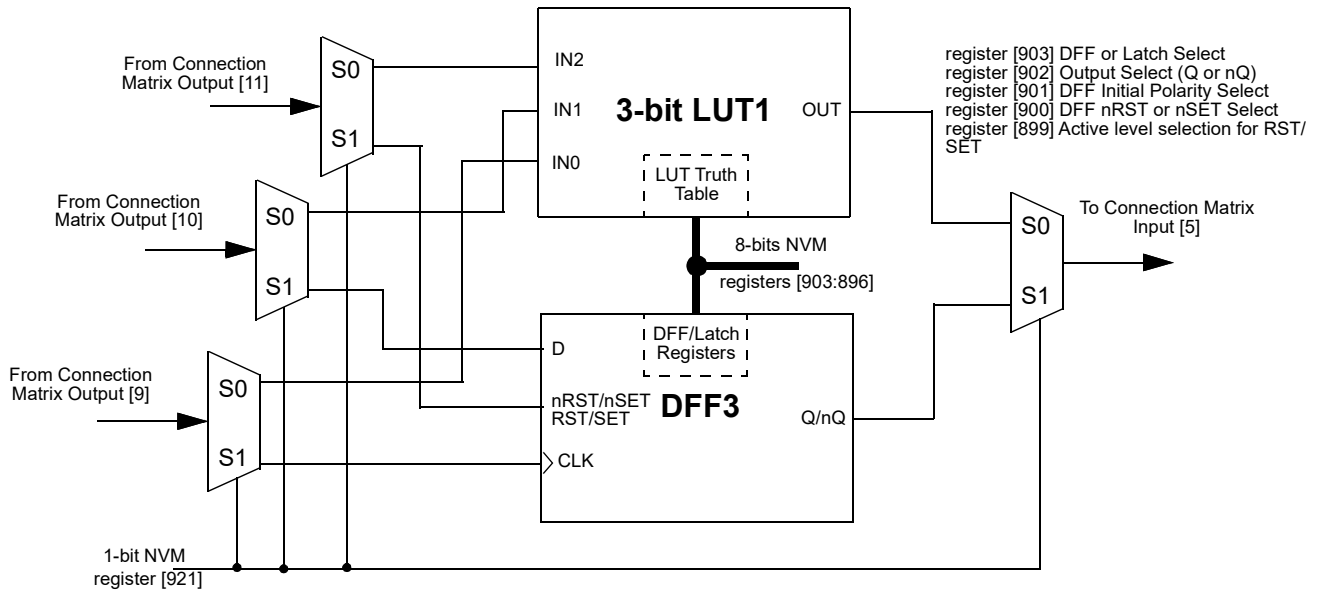 From Connection
Matrix Output [11]
S0
S1
From Connection
Matrix Output [10]
S0
S1
From Connection
Matrix Output [9]
S0
S1
1-bit NVM
register [921]
IN2
IN1
IN0
3-bit LUT1
OUT
LUT Truth
Table
8-bits NVM
registers [903:896]
DFF/Latch
Registers
D
nRST/nSET
RST/SET
DFF3
CLK
Q/nQ
register [903] DFF or Latch Select
register [902] Output Select (Q or nQ)
register [901] DFF Initial Polarity Select
register [900] DFF nRST or nSET Select
register [899] Active level selection for RST/
SET
S0
S1
To Connection Matrix
Input [5]